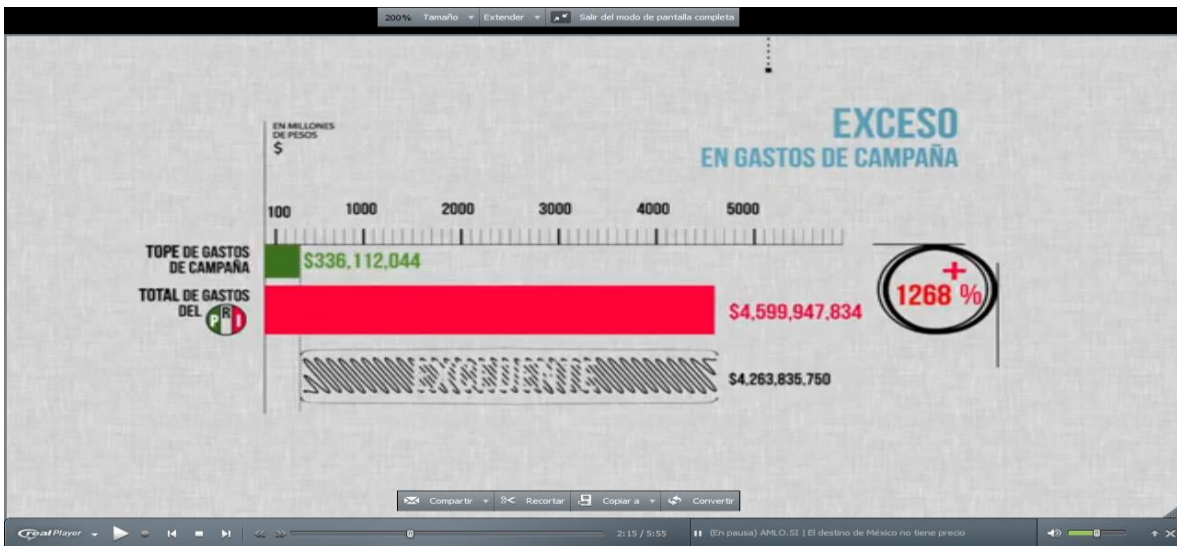 200% Tamaño Extender Salir del modo de pantalla completa
EXCESO
EN GASTOS DE CAMPAÑA
EN MILLONES
DE PESOS
$
100 1000 2000 3000 4000 5000
TOPE DE GASTOS
DE CAMPAÑA
$336,112,044
TOTAL DE GASTOS
DEL PRI
$4,599,947,834
+
1268 %
EXCEDENTE
$4,263,835,750
Compartir Recortar Copiar a Convertir
RealPlayer 2:15 / 5:55 (En pausa) AMLO.SI | El destino de México no tiene precio